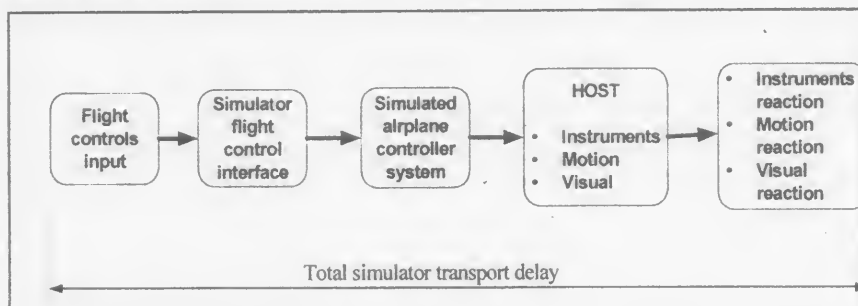 Flight
controls
input
Simulator
flight
control
interface
Simulated
airplane
controller
system
HOST
• Instruments
• Motion
• Visual
• Instruments
reaction
• Motion
reaction
• Visual
reaction
Total simulator transport delay